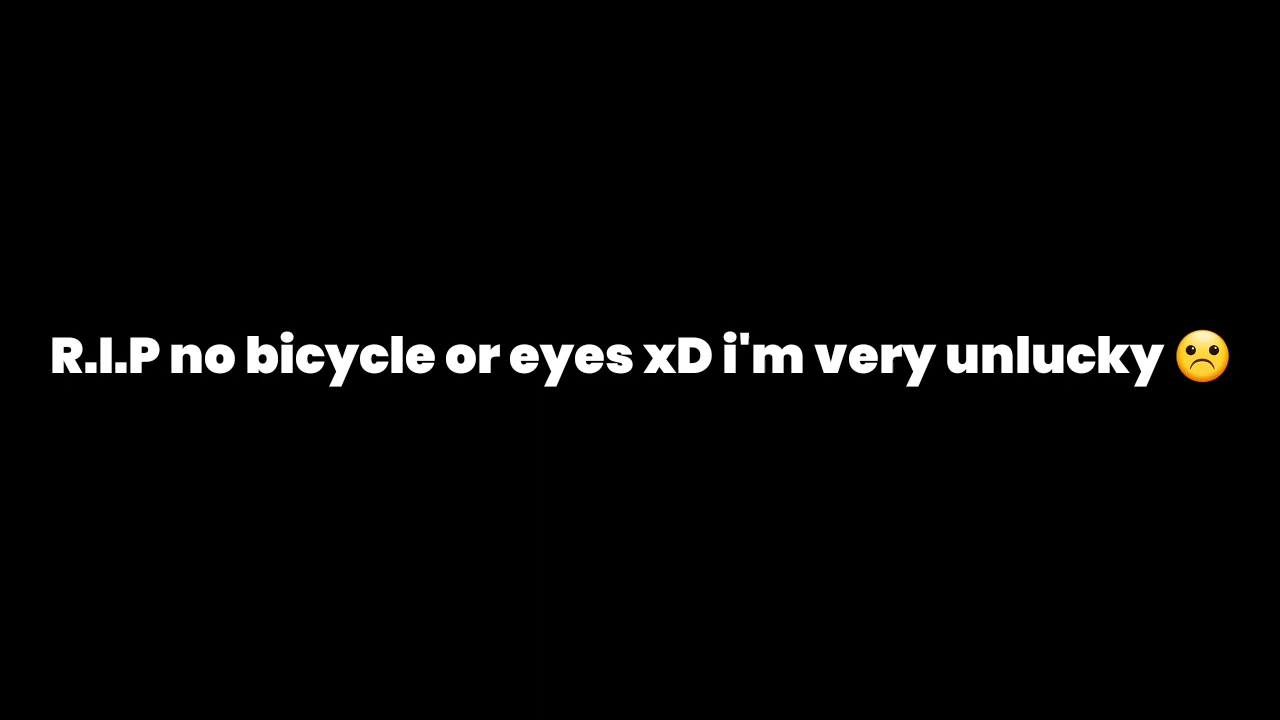 R.I.P no bicycle or eyes xD i'm very unlucky ☹️